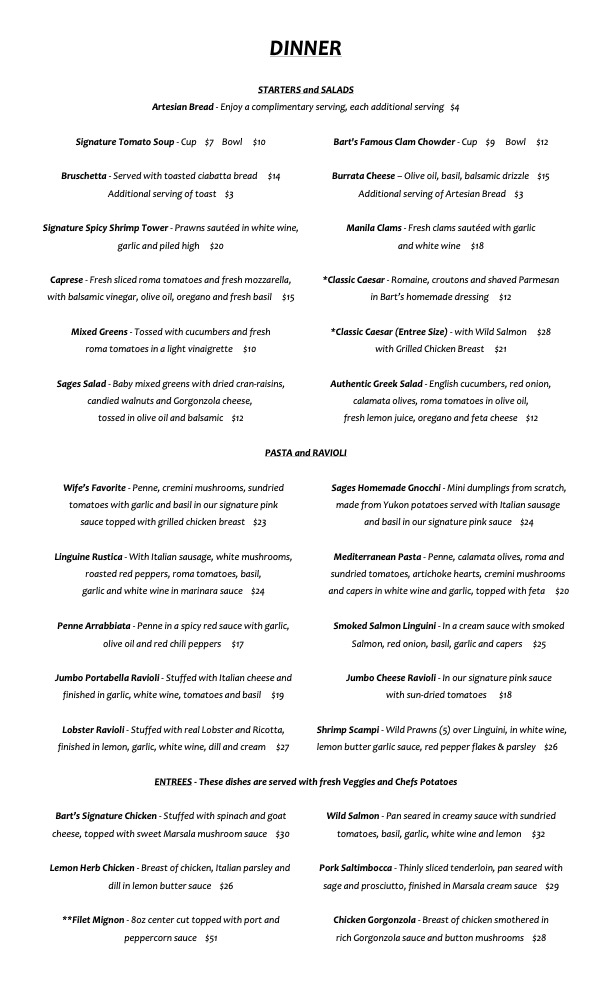 DINNER
STARTERS and SALADS
Artesian Bread - Enjoy a complimentary serving, each additional serving $4
Signature Tomato Soup - Cup $7 Bowl $10
Bart's Famous Clam Chowder - Cup $9 Bowl $12
Bruschetta - Served with toasted ciabatta bread $14
Additional serving of toast $3
Burrata Cheese – Olive oil, basil, balsamic drizzle $15
Additional serving of Artesian Bread $3
Signature Spicy Shrimp Tower - Prawns sautéed in white wine,
garlic and piled high $20
Manila Clams - Fresh clams sautéed with garlic
and white wine $18
Caprese - Fresh sliced roma tomatoes and fresh mozzarella,
with balsamic vinegar, olive oil, oregano and fresh basil $15
*Classic Caesar - Romaine, croutons and shaved Parmesan
in Bart's homemade dressing $12
Mixed Greens - Tossed with cucumbers and fresh
roma tomatoes in a light vinaigrette $10
*Classic Caesar (Entree Size) - with Wild Salmon $28
with Grilled Chicken Breast $21
Sages Salad - Baby mixed greens with dried cran-raisins,
candied walnuts and Gorgonzola cheese,
tossed in olive oil and balsamic $12
Authentic Greek Salad - English cucumbers, red onion,
calamata olives, roma tomatoes in olive oil,
fresh lemon juice, oregano and feta cheese $12
PASTA and RAVIOLI
Wife's Favorite - Penne, cremini mushrooms, sundried
tomatoes with garlic and basil in our signature pink
sauce topped with grilled chicken breast $23
Sages Homemade Gnocchi - Mini dumplings from scratch,
made from Yukon potatoes served with Italian sausage
and basil in our signature pink sauce $24
Linguine Rustica - With Italian sausage, white mushrooms,
roasted red peppers, roma tomatoes, basil,
garlic and white wine in marinara sauce $24
Mediterranean Pasta - Penne, calamata olives, roma and
sundried tomatoes, artichoke hearts, cremini mushrooms
and capers in white wine and garlic, topped with feta $20
Penne Arrabbiata - Penne in a spicy red sauce with garlic,
olive oil and red chili peppers $17
Smoked Salmon Linguini - In a cream sauce with smoked
Salmon, red onion, basil, garlic and capers $25
Jumbo Portabella Ravioli - Stuffed with Italian cheese and
finished in garlic, white wine, tomatoes and basil $19
Jumbo Cheese Ravioli - In our signature pink sauce
with sun-dried tomatoes $18
Lobster Ravioli - Stuffed with real Lobster and Ricotta,
finished in lemon, garlic, white wine, dill and cream $27
Shrimp Scampi - Wild Prawns (5) over Linguini, in white wine,
lemon butter garlic sauce, red pepper flakes & parsley $26
ENTREES - These dishes are served with fresh Veggies and Chefs Potatoes
Bart's Signature Chicken - Stuffed with spinach and goat
cheese, topped with sweet Marsala mushroom sauce $30
Wild Salmon - Pan seared in creamy sauce with sundried
tomatoes, basil, garlic, white wine and lemon $32
Lemon Herb Chicken - Breast of chicken, Italian parsley and
dill in lemon butter sauce $26
Pork Saltimbocca - Thinly sliced tenderloin, pan seared with
sage and prosciutto, finished in Marsala cream sauce $29
**Filet Mignon - 8oz center cut topped with port and
peppercorn sauce $51
Chicken Gorgonzola - Breast of chicken smothered in
rich Gorgonzola sauce and button mushrooms $28